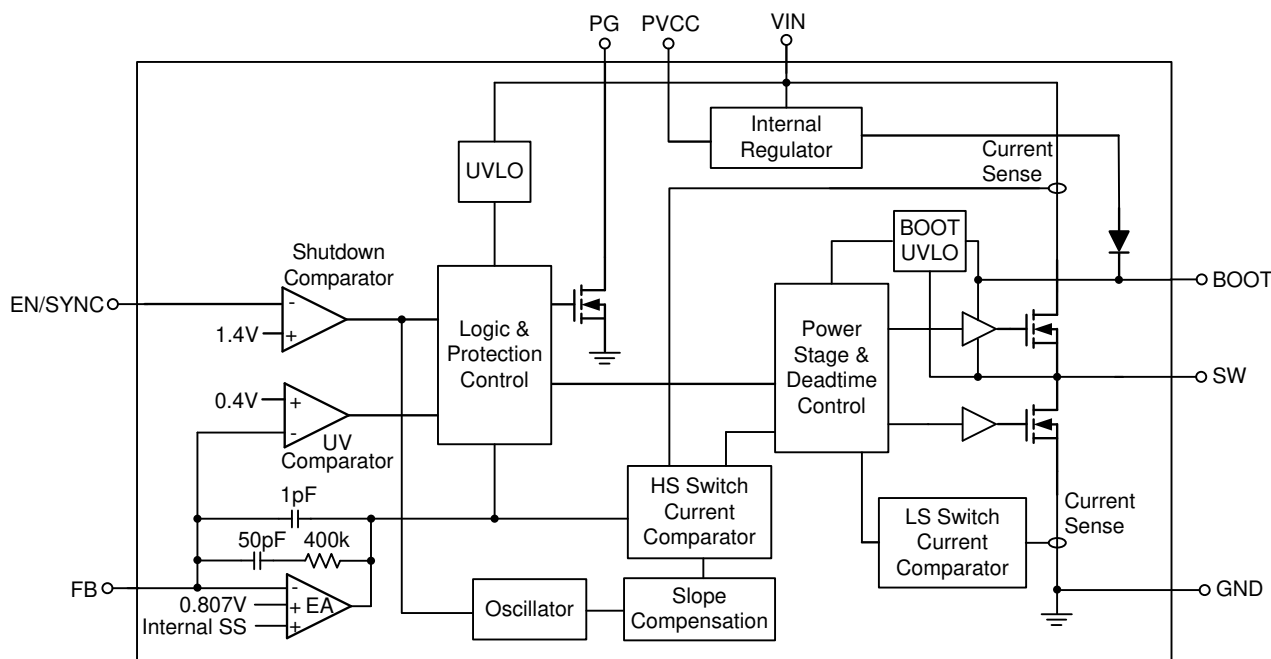 PG
PVCC
VIN
Internal
Regulator
UVLO
Current
Sense
BOOT
UVLO
Shutdown
Comparator
BOOT
EN/SYNC
-
1.4V
+
Logic &
Protection
Control
Power
Stage &
Deadtime
Control
SW
0.4V
+
-
UV
Comparator
1pF
HS Switch
Current
Comparator
LS Switch
Current
Comparator
Current
Sense
50pF
400k
FB
-
0.807V
+
EA
Internal SS
+
Oscillator
Slope
Compensation
GND